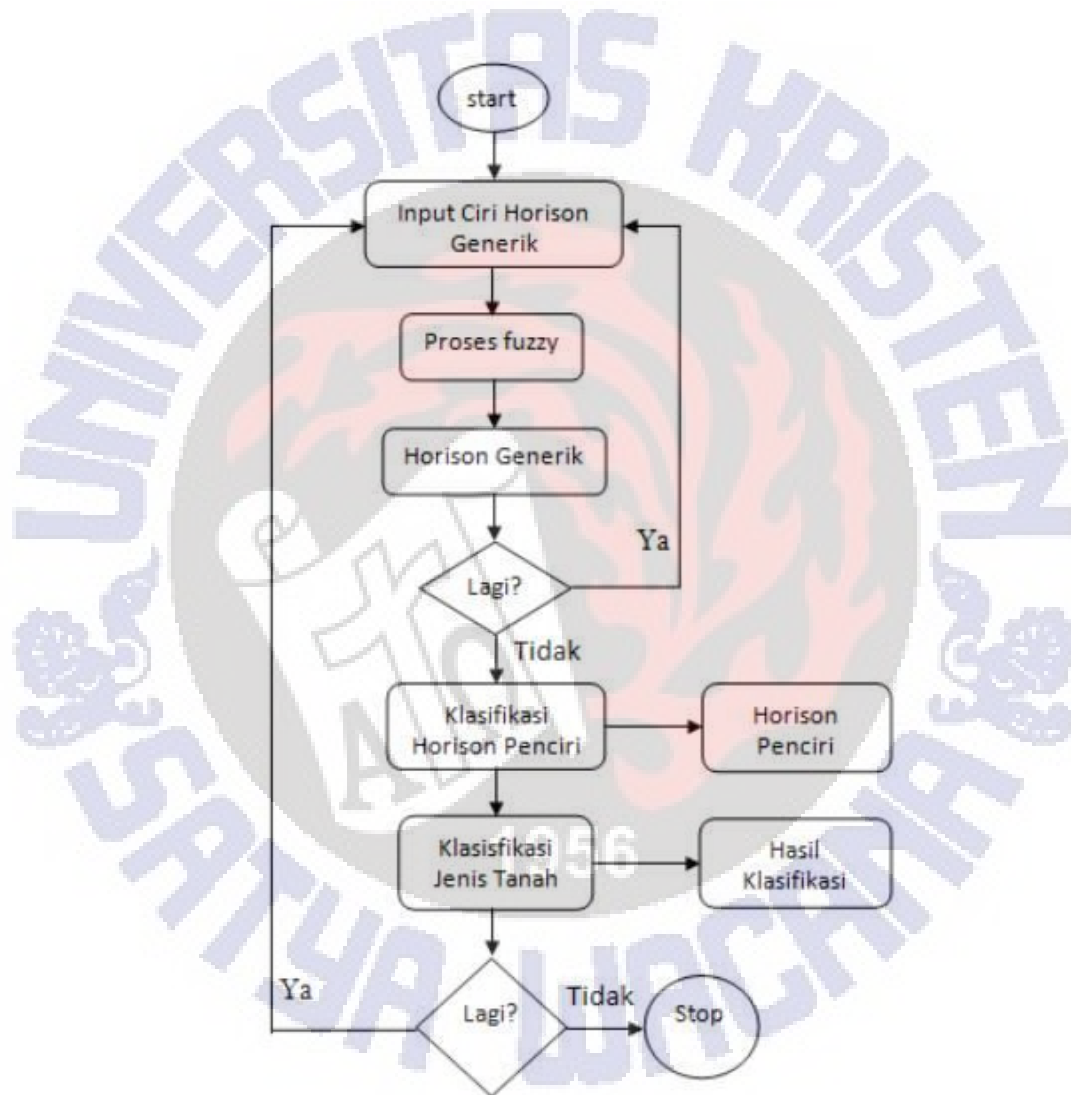 UNIVERSITAS KRISTEN
start
Input Ciri Horison
Generik
Proses fuzzy
Horison Generik
Ya
Lagi?
Tidak
Klasifikasi
Horison Penciri
Horison
Penciri
Klasisfikasi
Jenis Tanah
Hasil
Klasifikasi
1956
Ya
Lagi?
Tidak
Stop
SATYA WACANA